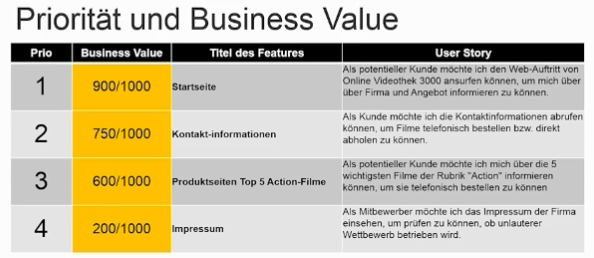 Priorität und Business Value
Prio Business Value Titel des Features User Story
1 900/1000 Startseite
Als potentieller Kunde möchte ich den Web-Auftritt von
Online Videothek 3000 ansurfen können, um mich über
über Firma und Angebot informieren zu können.
2 750/1000 Kontakt-informationen
Als Kunde möchte ich die Kontaktinformationen abrufen
können, um Filme telefonisch bestellen bzw. direkt
abholen zu können.
3 600/1000 Produktseiten Top 5 Action-Filme
Als potentieller Kunde möchte ich mich über die 5
wichtigsten Filme der Rubrik "Action" informieren
können, um sie telefonisch bestellen zu können
4 200/1000 Impressum
Als Mitbewerber möchte ich das Impressum der Firma
einsehen, um prüfen zu können, ob unlauterer
Wettbewerb betrieben wird.